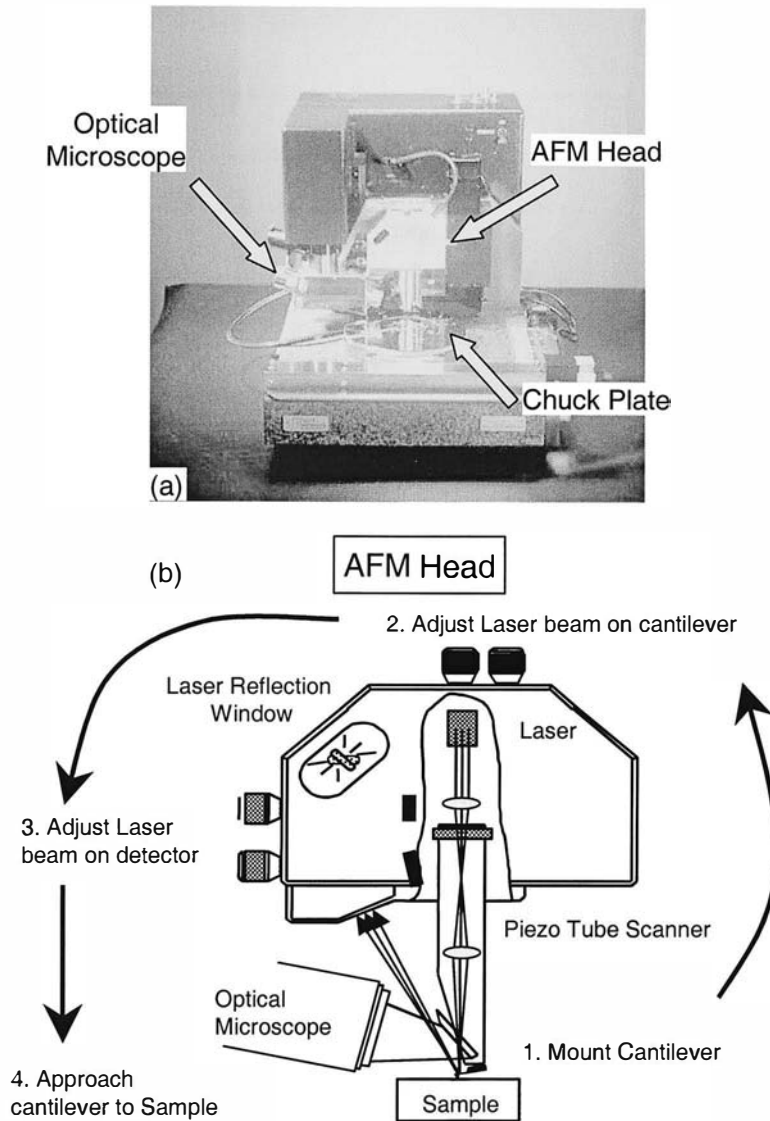 Optical
Microscope
AFM Head
Chuck Plate
(a)
(b)
AFM Head
2. Adjust Laser beam on cantilever
Laser Reflection
Window
Laser
3. Adjust Laser
beam on detector
Piezo Tube Scanner
Optical
Microscope
1. Mount Cantilever
4. Approach
cantilever to Sample
Sample